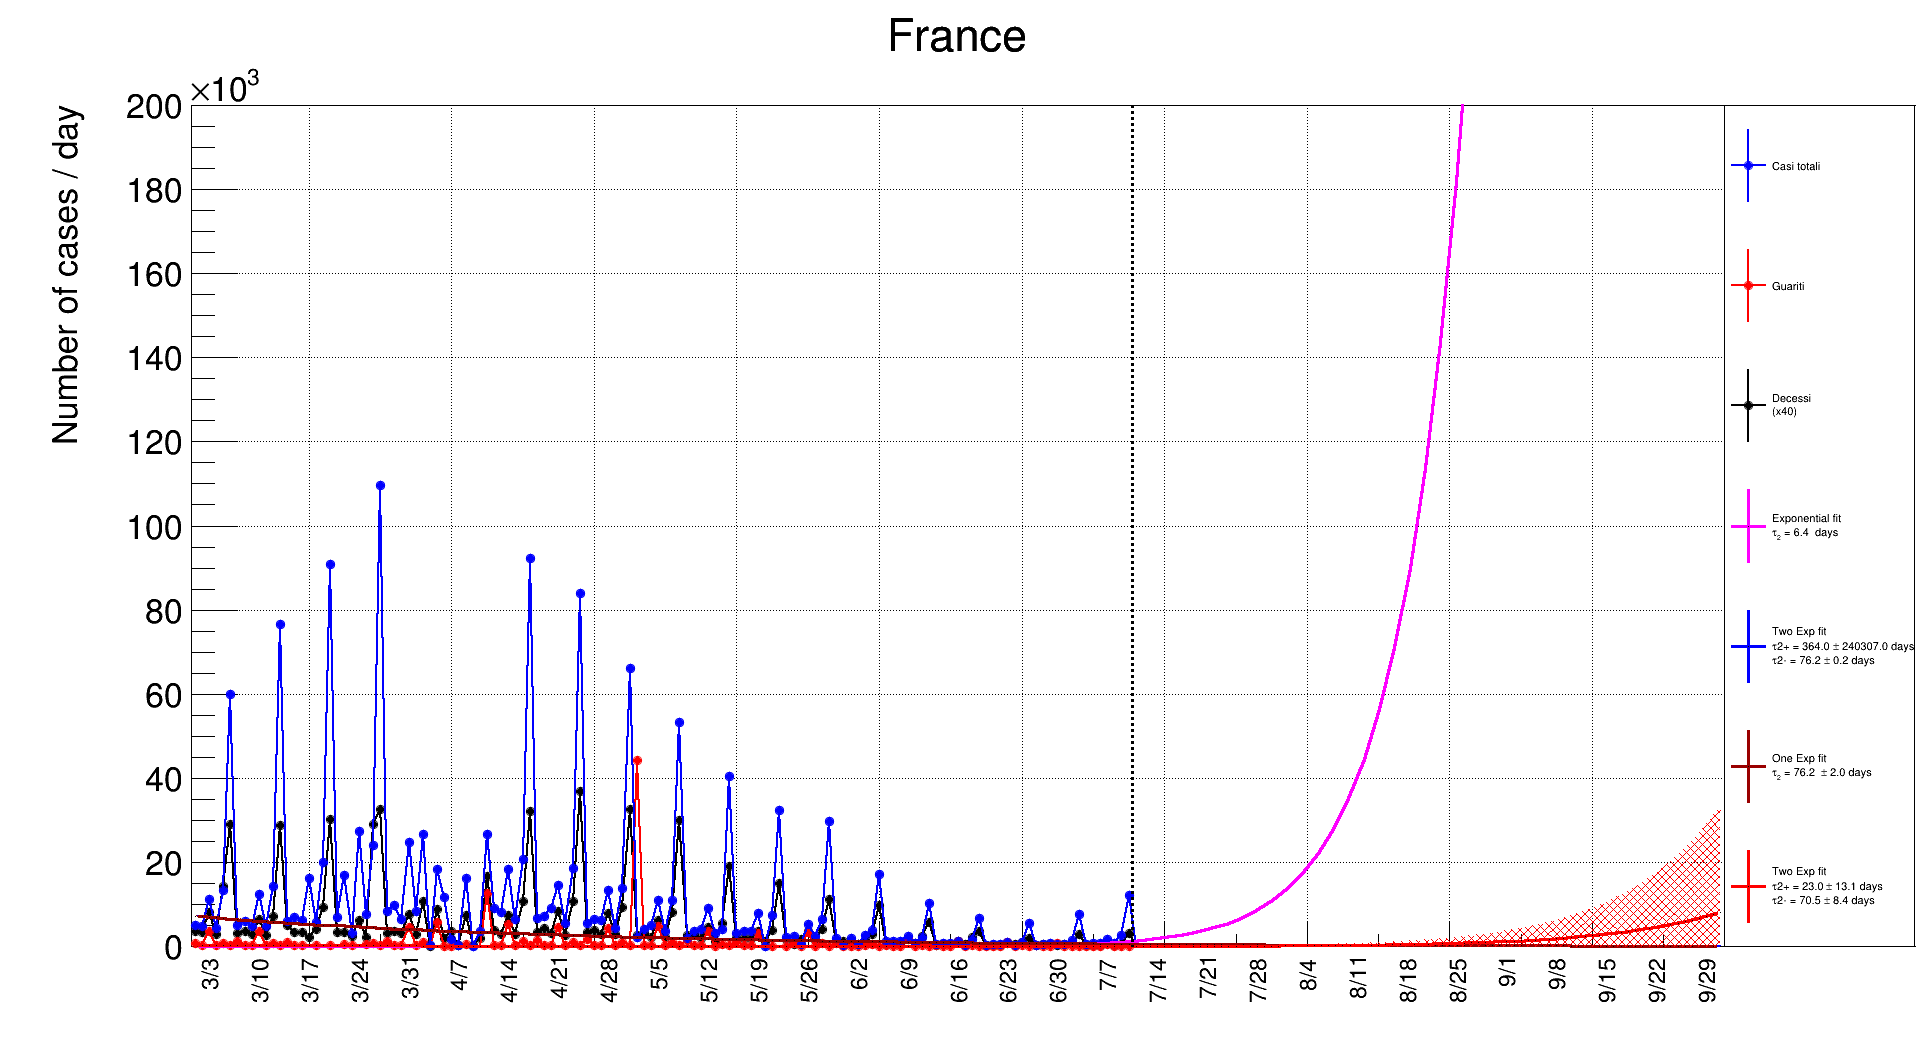 France
×10³
Number of cases / day
200
180
160
140
120
100
80
60
40
20
0
3/3
3/10
3/17
3/24
3/31
4/7
4/14
4/21
4/28
5/5
5/12
5/19
5/26
6/2
6/9
6/16
6/23
6/30
7/7
7/14
7/21
7/28
8/4
8/11
8/18
8/25
9/1
9/8
9/15
9/22
9/29
Casi totali
Guariti
Decessi
(x40)
Exponential fit
τ₂ = 6.4 days
Two Exp fit
τ2+ = 364.0 ± 240307.0 days
τ2- = 76.2 ± 0.2 days
One Exp fit
τ₂ = 76.2 ± 2.0 days
Two Exp fit
τ2+ = 23.0 ± 13.1 days
τ2- = 70.5 ± 8.4 days